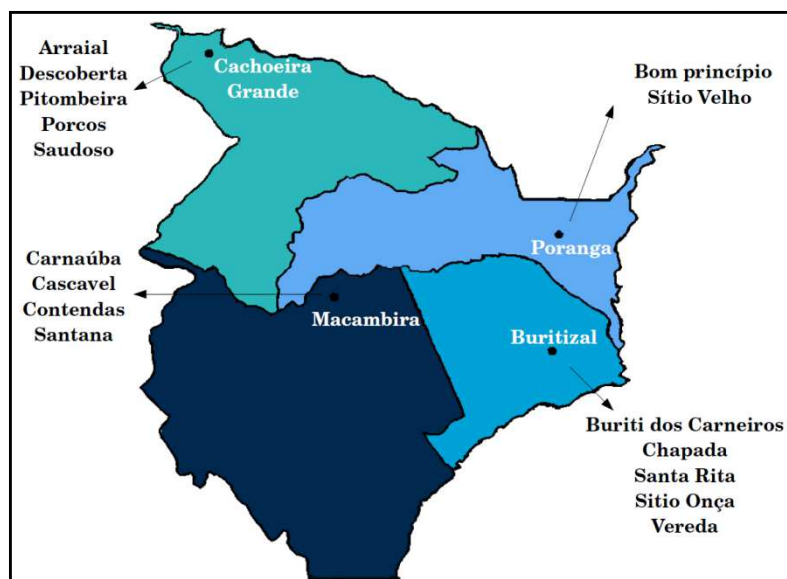 Arraial
Descoberta
Pitombeira
Porcos
Saudoso
Cachoeira
Grande
Bom princípio
Sítio Velho
Poranga
Carnaúba
Cascavel
Contendas
Santana
Macambira
Buritizal
Buriti dos Carneiros
Chapada
Santa Rita
Sitio Onça
Vereda